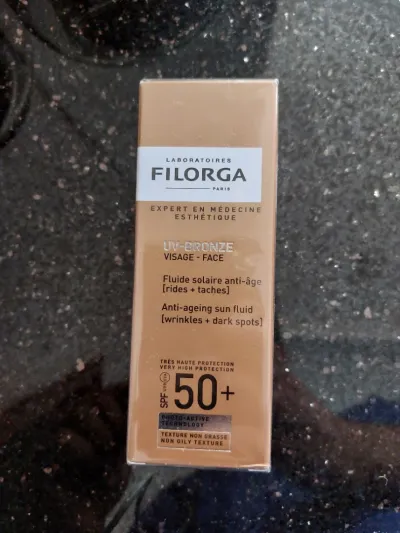 LABORATOIRES
FILORGA
PARIS
EXPERT EN MÉDECINE
ESTHÉTIQUE
UV-BRONZE
VISAGE - FACE
Fluide solaire anti-âge
[rides + taches]
Anti-ageing sun fluid
[wrinkles + dark spots]
TRÈS HAUTE PROTECTION
VERY HIGH PROTECTION
SPF 50+
PHOTO-ACTIVE
TECHNOLOGY
TEXTURE NON GRASSE
NON OILY TEXTURE